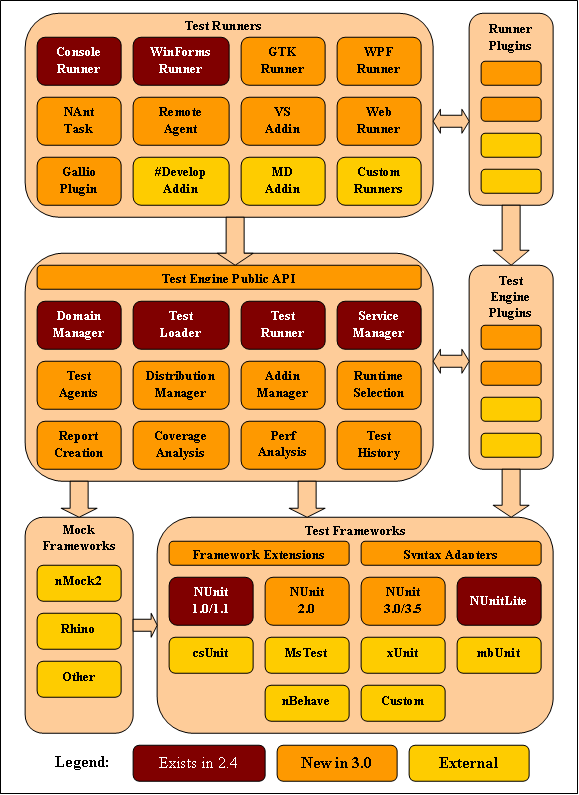 Test Runners
Runner
Plugins
Console
Runner
WinForms
Runner
GTK
Runner
WPF
Runner
NAnt
Task
Remote
Agent
VS
Addin
Web
Runner
Gallio
Plugin
#Develop
Addin
MD
Addin
Custom
Runners
Test Engine Public API
Test
Engine
Plugins
Domain
Manager
Test
Loader
Test
Runner
Service
Manager
Test
Agents
Distribution
Manager
Addin
Manager
Runtime
Selection
Report
Creation
Coverage
Analysis
Perf
Analysis
Test
History
Mock
Frameworks
nMock2
Rhino
Other
Test Frameworks
Framework Extensions
Syntax Adapters
NUnit
1.0/1.1
NUnit
2.0
NUnit
3.0/3.5
NUnitLite
csUnit
MsTest
xUnit
mbUnit
nBehave
Custom
Legend:
Exists in 2.4
New in 3.0
External